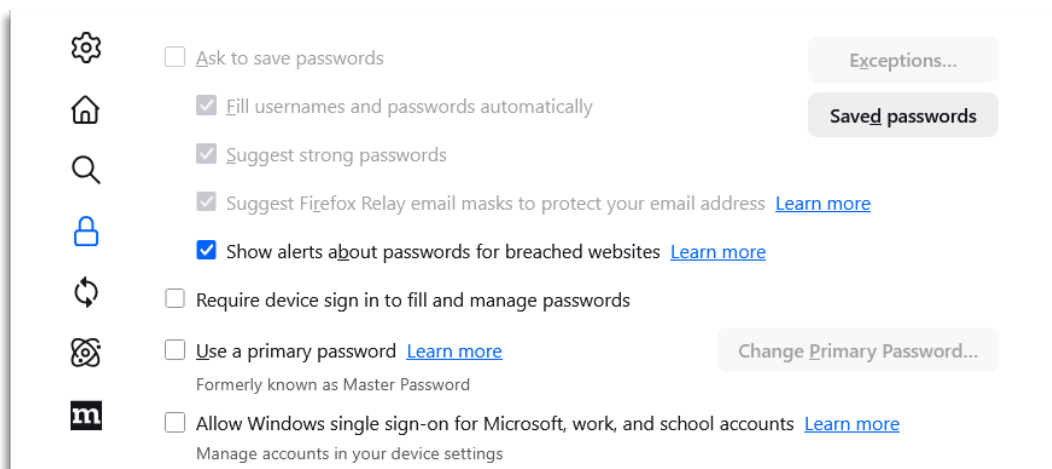 Ask to save passwords
Exceptions...
Fill usernames and passwords automatically
Saved passwords
Suggest strong passwords
Suggest Firefox Relay email masks to protect your email address Learn more
Show alerts about passwords for breached websites Learn more
Require device sign in to fill and manage passwords
Use a primary password Learn more
Change Primary Password...
Formerly known as Master Password
m
Allow Windows single sign-on for Microsoft, work, and school accounts Learn more
Manage accounts in your device settings